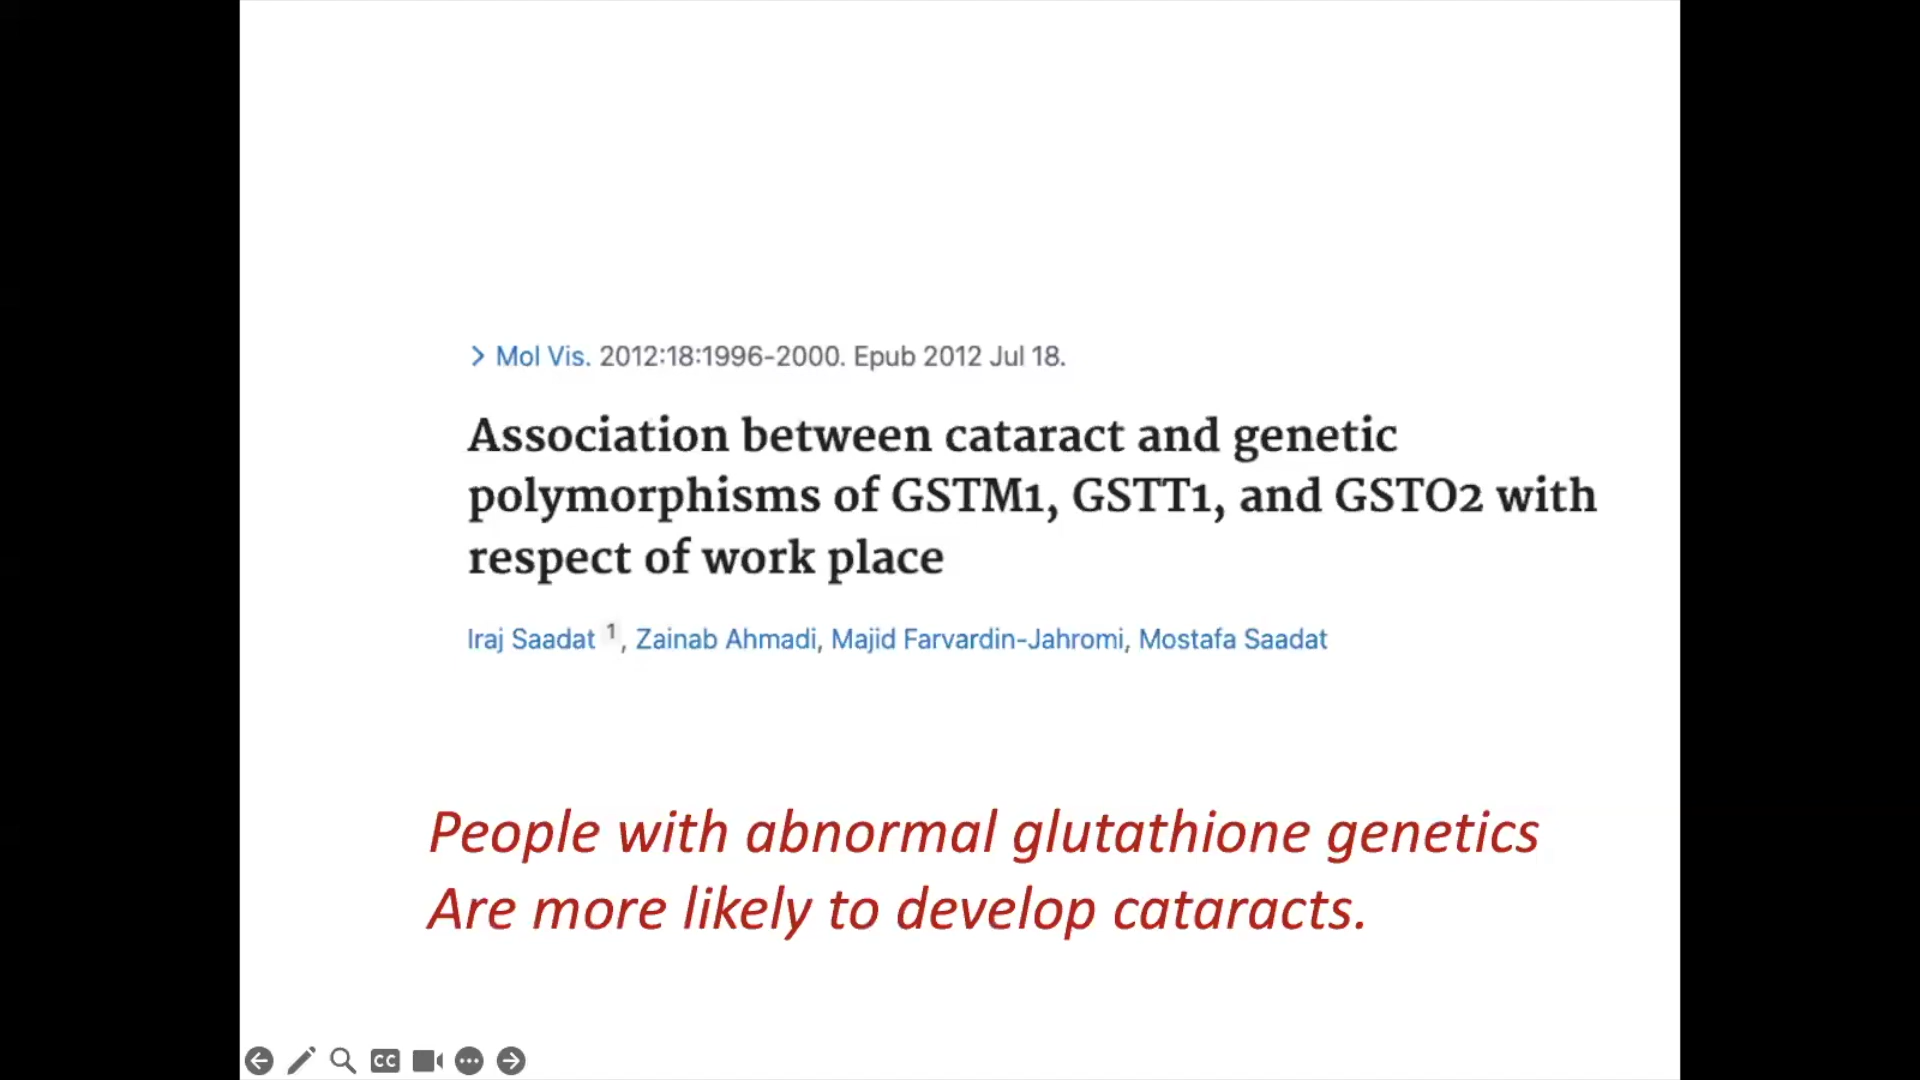 > Mol Vis. 2012:18:1996-2000. Epub 2012 Jul 18.
Association between cataract and genetic
polymorphisms of GSTM1, GSTT1, and GSTO2 with
respect of work place
Iraj Saadat 1, Zainab Ahmadi, Majid Farvardin-Jahromi, Mostafa Saadat
People with abnormal glutathione genetics
Are more likely to develop cataracts.
CC